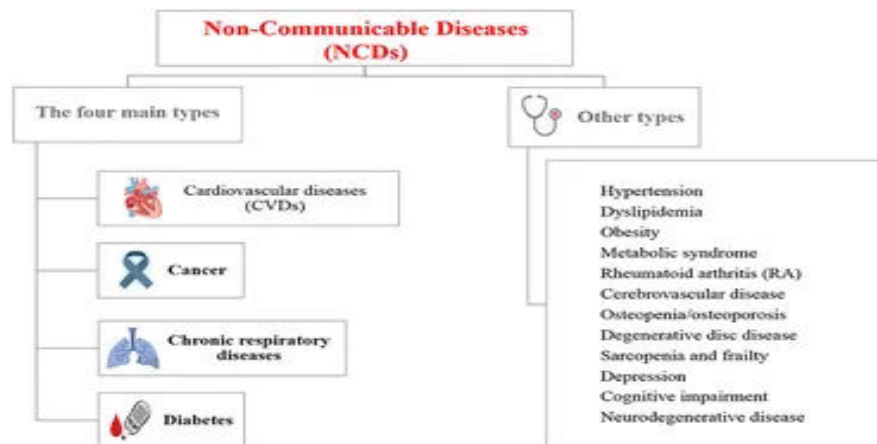 Non-Communicable Diseases
(NCDs)
The four main types
Cardiovascular diseases
(CVDs)
Cancer
Chronic respiratory
diseases
Diabetes
Other types
Hypertension
Dyslipidemia
Obesity
Metabolic syndrome
Rheumatoid arthritis (RA)
Cerebrovascular disease
Osteopenia/osteoporosis
Degenerative disc disease
Sarcopenia and frailty
Depression
Cognitive impairment
Neurodegenerative disease